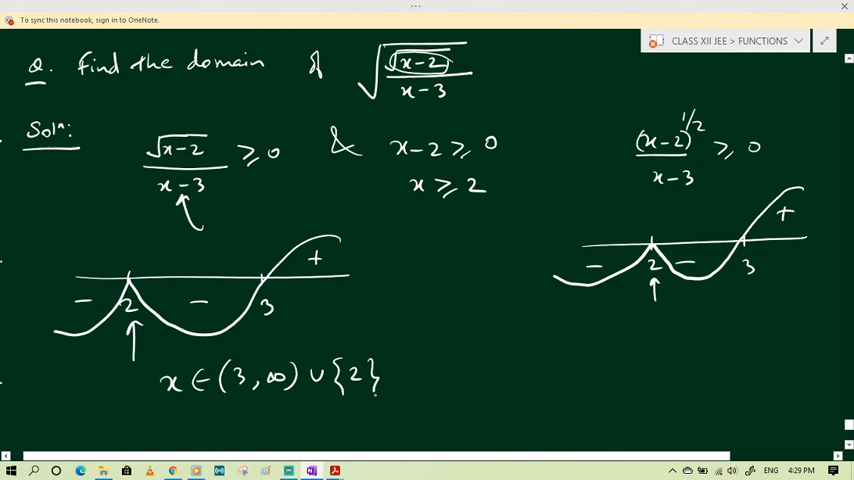 To sync this notebook, sign in to OneNote.
CLASS XII JEE > FUNCTIONS
Q. Find the domain of √(√(x-2)/(x-3))
Soln:
√(x-2)/(x-3) ≥ 0 & x-2 ≥ 0
x ≥ 2
(x-2)^1/2/(x-3) ≥ 0
- 2 - 3 +
- 2 - 3 +
x ∈ (3, ∞) ∪ {2}
ENG 4:29 PM